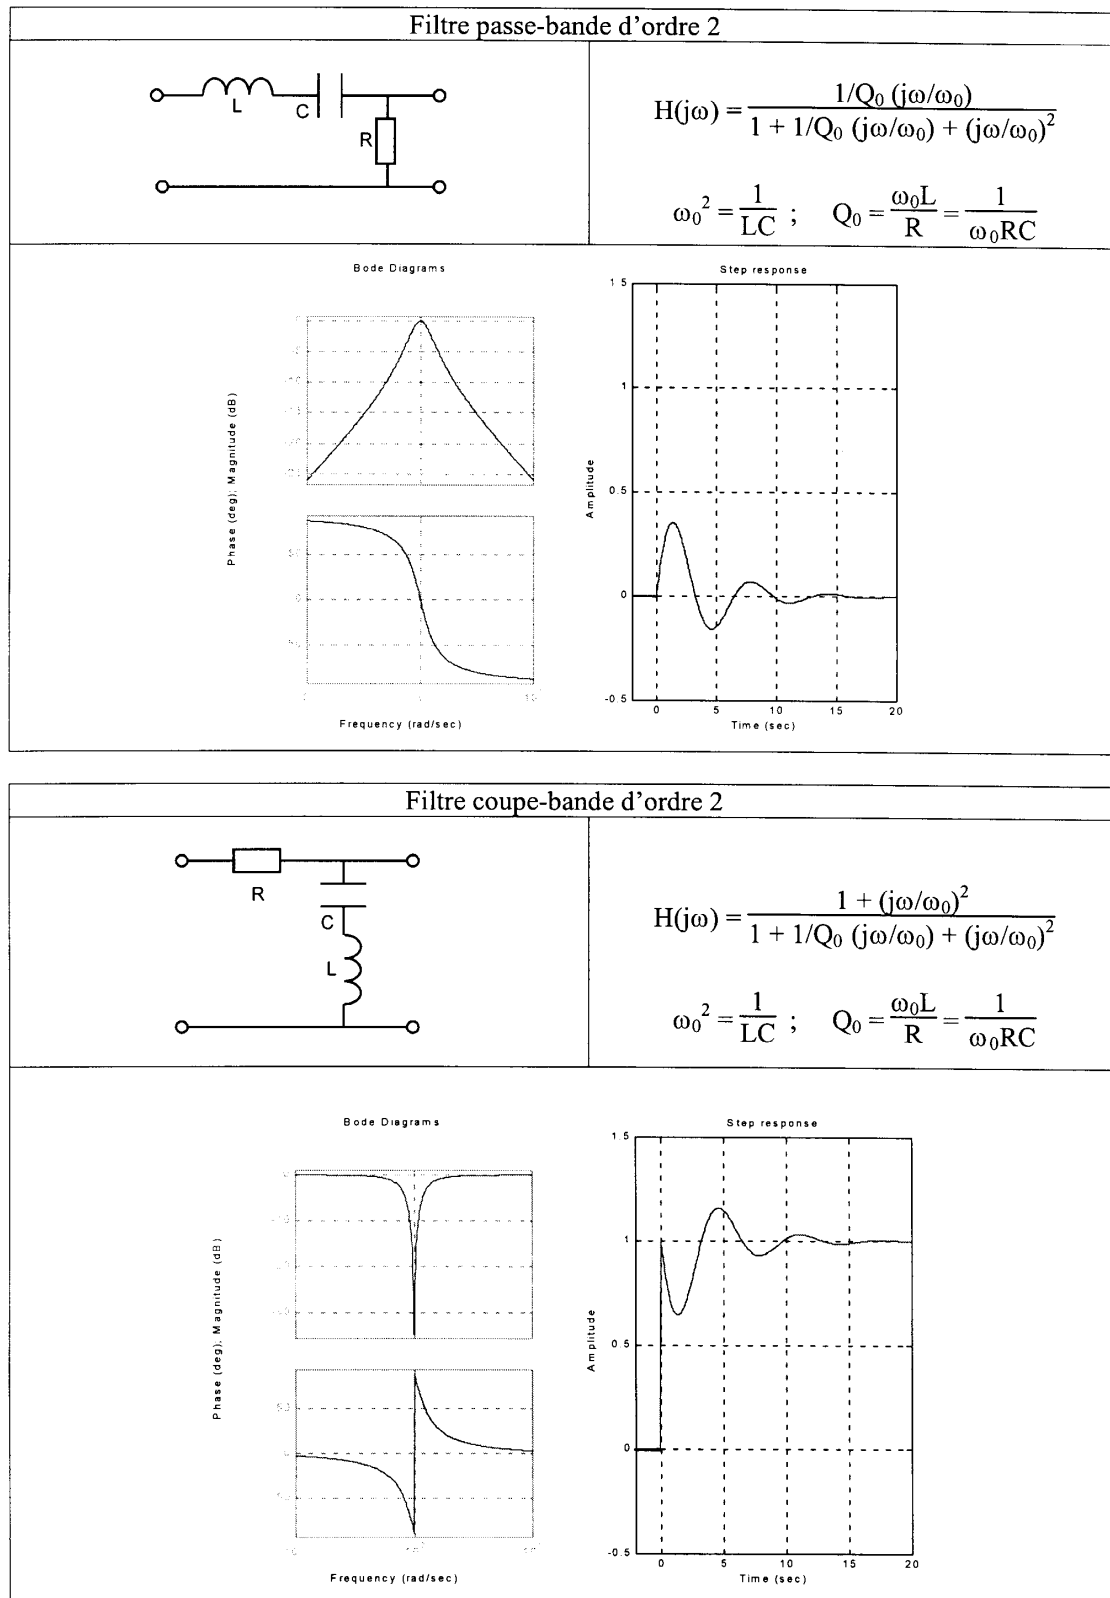 Filtre passe-bande d'ordre 2
L
C
R
H(jω) = 1/Q₀ (jω/ω₀) / 1 + 1/Q₀ (jω/ω₀) + (jω/ω₀)²
ω₀² = 1/LC ; Q₀ = ω₀L/R = 1/ω₀RC
Bode Diagrams
Phase (deg); Magnitude (dB)
Frequency (rad/sec)
Step response
1 5
1
0.5
0
-0.5
Amplitude
0 5 10 15 20
Time (sec)
Filtre coupe-bande d'ordre 2
R
C
L
H(jω) = 1 + (jω/ω₀)² / 1 + 1/Q₀ (jω/ω₀) + (jω/ω₀)²
ω₀² = 1/LC ; Q₀ = ω₀L/R = 1/ω₀RC
Bode Diagrams
Phase (deg); Magnitude (dB)
Frequency (rad/sec)
Step response
1.5
1
0 5
0
-0.5
Amplitude
0 5 10 15 20
Time (sec)